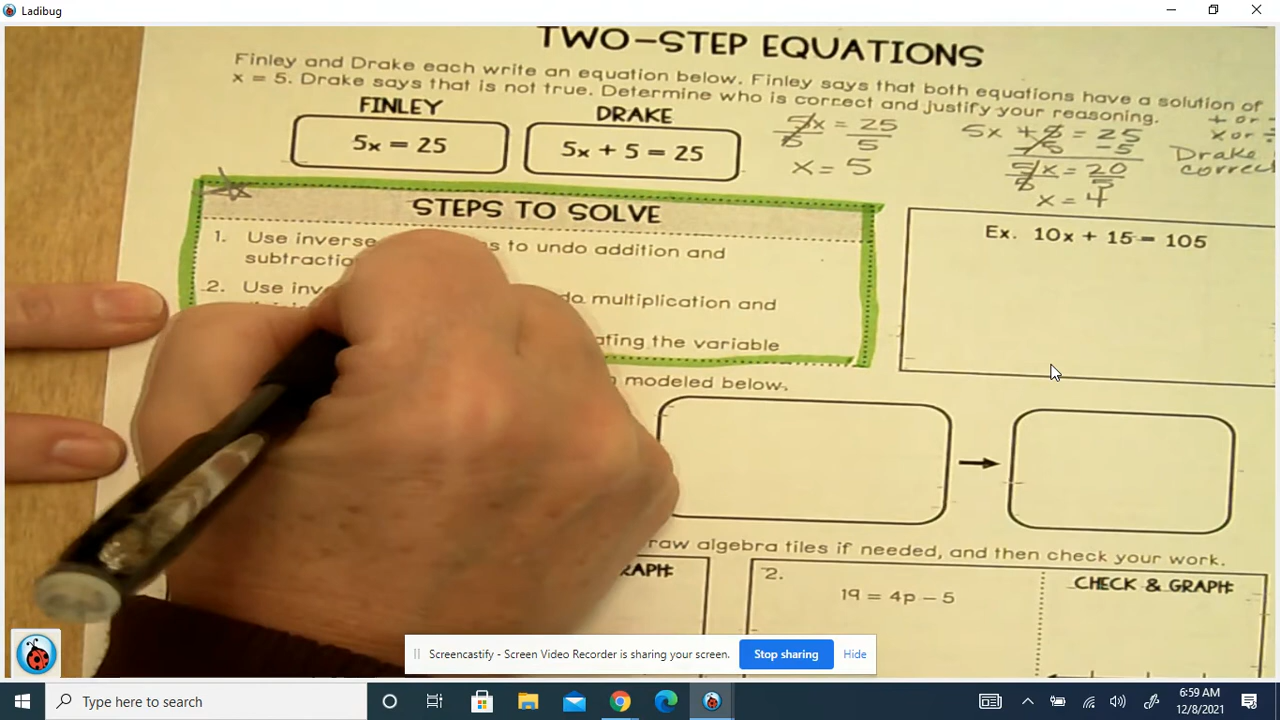 Ladibug
TWO-STEP EQUATIONS
Finley and Drake each write an equation below. Finley says that both equations have a solution of
x = 5. Drake says that is not true. Determine who is correct and justify your reasoning.
FINLEY
5x = 25
DRAKE
5x + 5 = 25
5x = 25
5 5
x = 5
5x + 5 = 25
-5 -5
5x = 20
5 5
x = 4
+ or
x or ÷
Drake
correct
STEPS TO SOLVE
1. Use inverse to undo addition and
2. Use do multiplication and
the variable
Ex. 10x + 15 = 105
modeled below.
raw algebra tiles if needed, and then check your work.
2.
19 = 4p - 5
CHECK & GRAPH:
Screencastify - Screen Video Recorder is sharing your screen.
Stop sharing
Hide
Type here to search
6:59 AM
12/8/2021